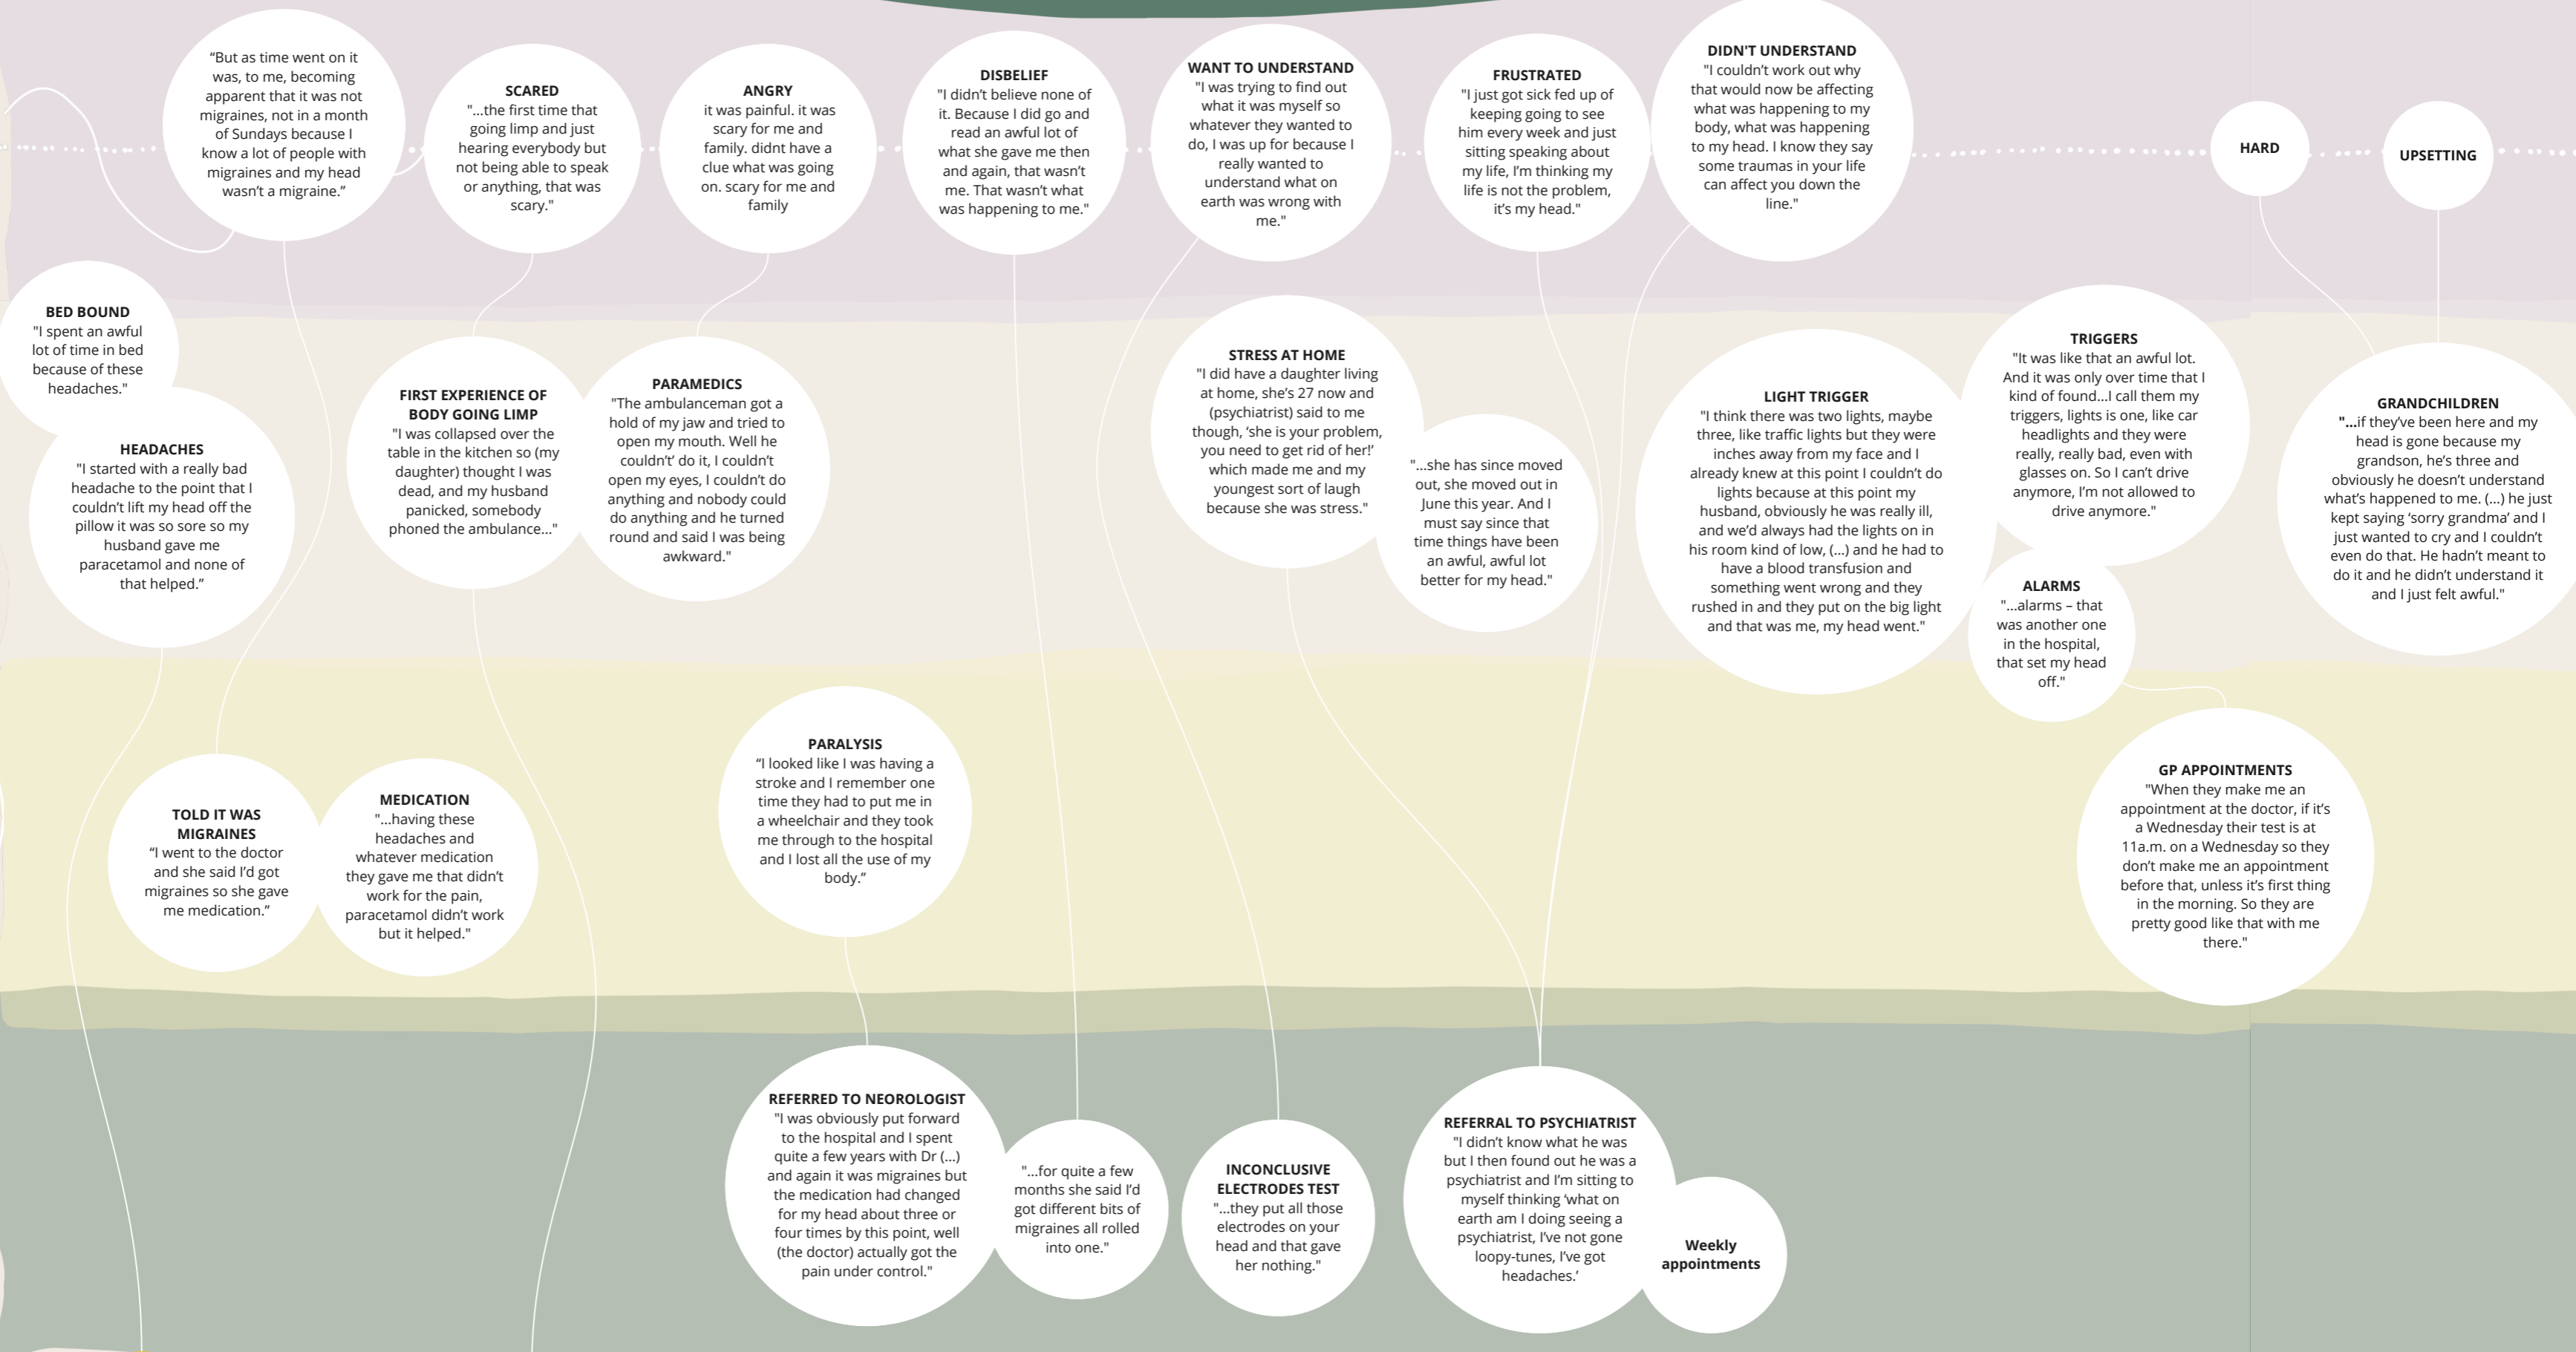 “But as time went on it
was, to me, becoming
apparent that it was not
migraines, not in a month
of Sundays because I
know a lot of people with
migraines and my head
wasn’t a migraine.”
SCARED
"...the first time that
going limp and just
hearing everybody but
not being able to speak
or anything, that was
scary."
ANGRY
it was painful. it was
scary for me and
family. didnt have a
clue what was going
on. scary for me and
family
DISBELIEF
"I didn’t believe none of
it. Because I did go and
read an awful lot of
what she gave me then
and again, that wasn’t
me. That wasn’t what
was happening to me."
WANT TO UNDERSTAND
"I was trying to find out
what it was myself so
whatever they wanted to
do, I was up for because I
really wanted to
understand what on
earth was wrong with
me."
FRUSTRATED
"I just got sick fed up of
keeping going to see
him every week and just
sitting speaking about
my life, I’m thinking my
life is not the problem,
it’s my head."
DIDN'T UNDERSTAND
"I couldn’t work out why
that would now be affecting
what was happening to my
body, what was happening
to my head. I know they say
some traumas in your life
can affect you down the
line."
HARD
UPSETTING
BED BOUND
"I spent an awful
lot of time in bed
because of these
headaches."
HEADACHES
"I started with a really bad
headache to the point that I
couldn’t lift my head off the
pillow it was so sore so my
husband gave me
paracetamol and none of
that helped.”
FIRST EXPERIENCE OF
BODY GOING LIMP
"I was collapsed over the
table in the kitchen so (my
daughter) thought I was
dead, and my husband
panicked, somebody
phoned the ambulance..."
PARAMEDICS
"The ambulanceman got a
hold of my jaw and tried to
open my mouth. Well he
couldn’t’ do it, I couldn’t
open my eyes, I couldn’t do
anything and nobody could
do anything and he turned
round and said I was being
awkward."
STRESS AT HOME
"I did have a daughter living
at home, she’s 27 now and
(psychiatrist) said to me
though, ‘she is your problem,
you need to get rid of her!’
which made me and my
youngest sort of laugh
because she was stress."
"...she has since moved
out, she moved out in
June this year. And I
must say since that
time things have been
an awful, awful lot
better for my head."
LIGHT TRIGGER
"I think there was two lights, maybe
three, like traffic lights but they were
inches away from my face and I
already knew at this point I couldn’t do
lights because at this point my
husband, obviously he was really ill,
and we’d always had the lights on in
his room kind of low, (...) and he had to
have a blood transfusion and
something went wrong and they
rushed in and they put on the big light
and that was me, my head went."
TRIGGERS
"It was like that an awful lot.
And it was only over time that I
kind of found...I call them my
triggers, lights is one, like car
headlights and they were
really, really bad, even with
glasses on. So I can’t drive
anymore, I’m not allowed to
drive anymore."
ALARMS
"...alarms – that
was another one
in the hospital,
that set my head
off."
GRANDCHILDREN
"...if they’ve been here and my
head is gone because my
grandson, he’s three and
obviously he doesn’t understand
what’s happened to me. (...) he just
kept saying ‘sorry grandma’ and I
just wanted to cry and I couldn’t
even do that. He hadn’t meant to
do it and he didn’t understand it
and I just felt awful."
TOLD IT WAS
MIGRAINES
“I went to the doctor
and she said I’d got
migraines so she gave
me medication.”
MEDICATION
"...having these
headaches and
whatever medication
they gave me that didn’t
work for the pain,
paracetamol didn’t work
but it helped."
PARALYSIS
“I looked like I was having a
stroke and I remember one
time they had to put me in
a wheelchair and they took
me through to the hospital
and I lost all the use of my
body.”
GP APPOINTMENTS
"When they make me an
appointment at the doctor, if it’s
a Wednesday their test is at
11a.m. on a Wednesday so they
don’t make me an appointment
before that, unless it’s first thing
in the morning. So they are
pretty good like that with me
there."
REFERRED TO NEOROLOGIST
"I was obviously put forward
to the hospital and I spent
quite a few years with Dr (...)
and again it was migraines but
the medication had changed
for my head about three or
four times by this point, well
(the doctor) actually got the
pain under control."
"...for quite a few
months she said I’d
got different bits of
migraines all rolled
into one."
INCONCLUSIVE
ELECTRODES TEST
"...they put all those
electrodes on your
head and that gave
her nothing."
REFERRAL TO PSYCHIATRIST
"I didn’t know what he was
but I then found out he was a
psychiatrist and I’m sitting to
myself thinking ‘what on
earth am I doing seeing a
psychiatrist, I’ve not gone
loopy-tunes, I’ve got
headaches.’
Weekly
appointments